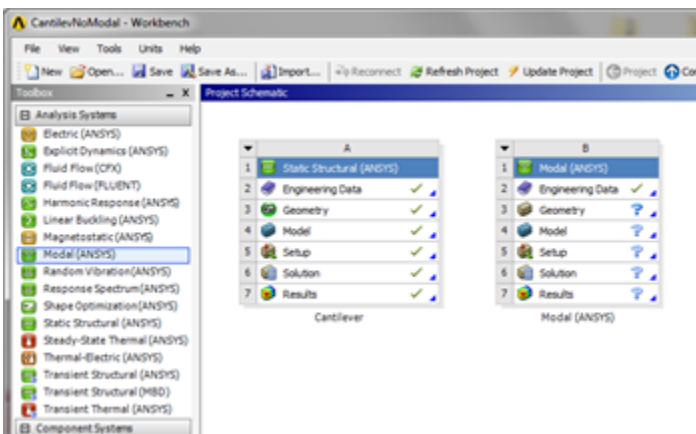 CantilevNoModal - Workbench
File View Tools Units Help
New Open... Save Save As... Import... Reconnect Refresh Project Update Project Project Con
Toolbox
Project Schematic
Analysis Systems
Electric (ANSYS)
Explicit Dynamics (ANSYS)
Fluid Flow (CFX)
Fluid Flow (FLUENT)
Harmonic Response (ANSYS)
Linear Buckling (ANSYS)
Magnetostatic (ANSYS)
Modal (ANSYS)
Random Vibration (ANSYS)
Response Spectrum (ANSYS)
Shape Optimization (ANSYS)
Static Structural (ANSYS)
Steady-State Thermal (ANSYS)
Thermal-Electric (ANSYS)
Transient Structural (ANSYS)
Transient Structural (MBD)
Transient Thermal (ANSYS)
Component Systems
A
1 Static Structural (ANSYS)
2 Engineering Data
3 Geometry
4 Model
5 Setup
6 Solution
7 Results
Cantilever
B
1 Modal (ANSYS)
2 Engineering Data
3 Geometry
4 Model
5 Setup
6 Solution
7 Results
Modal (ANSYS)